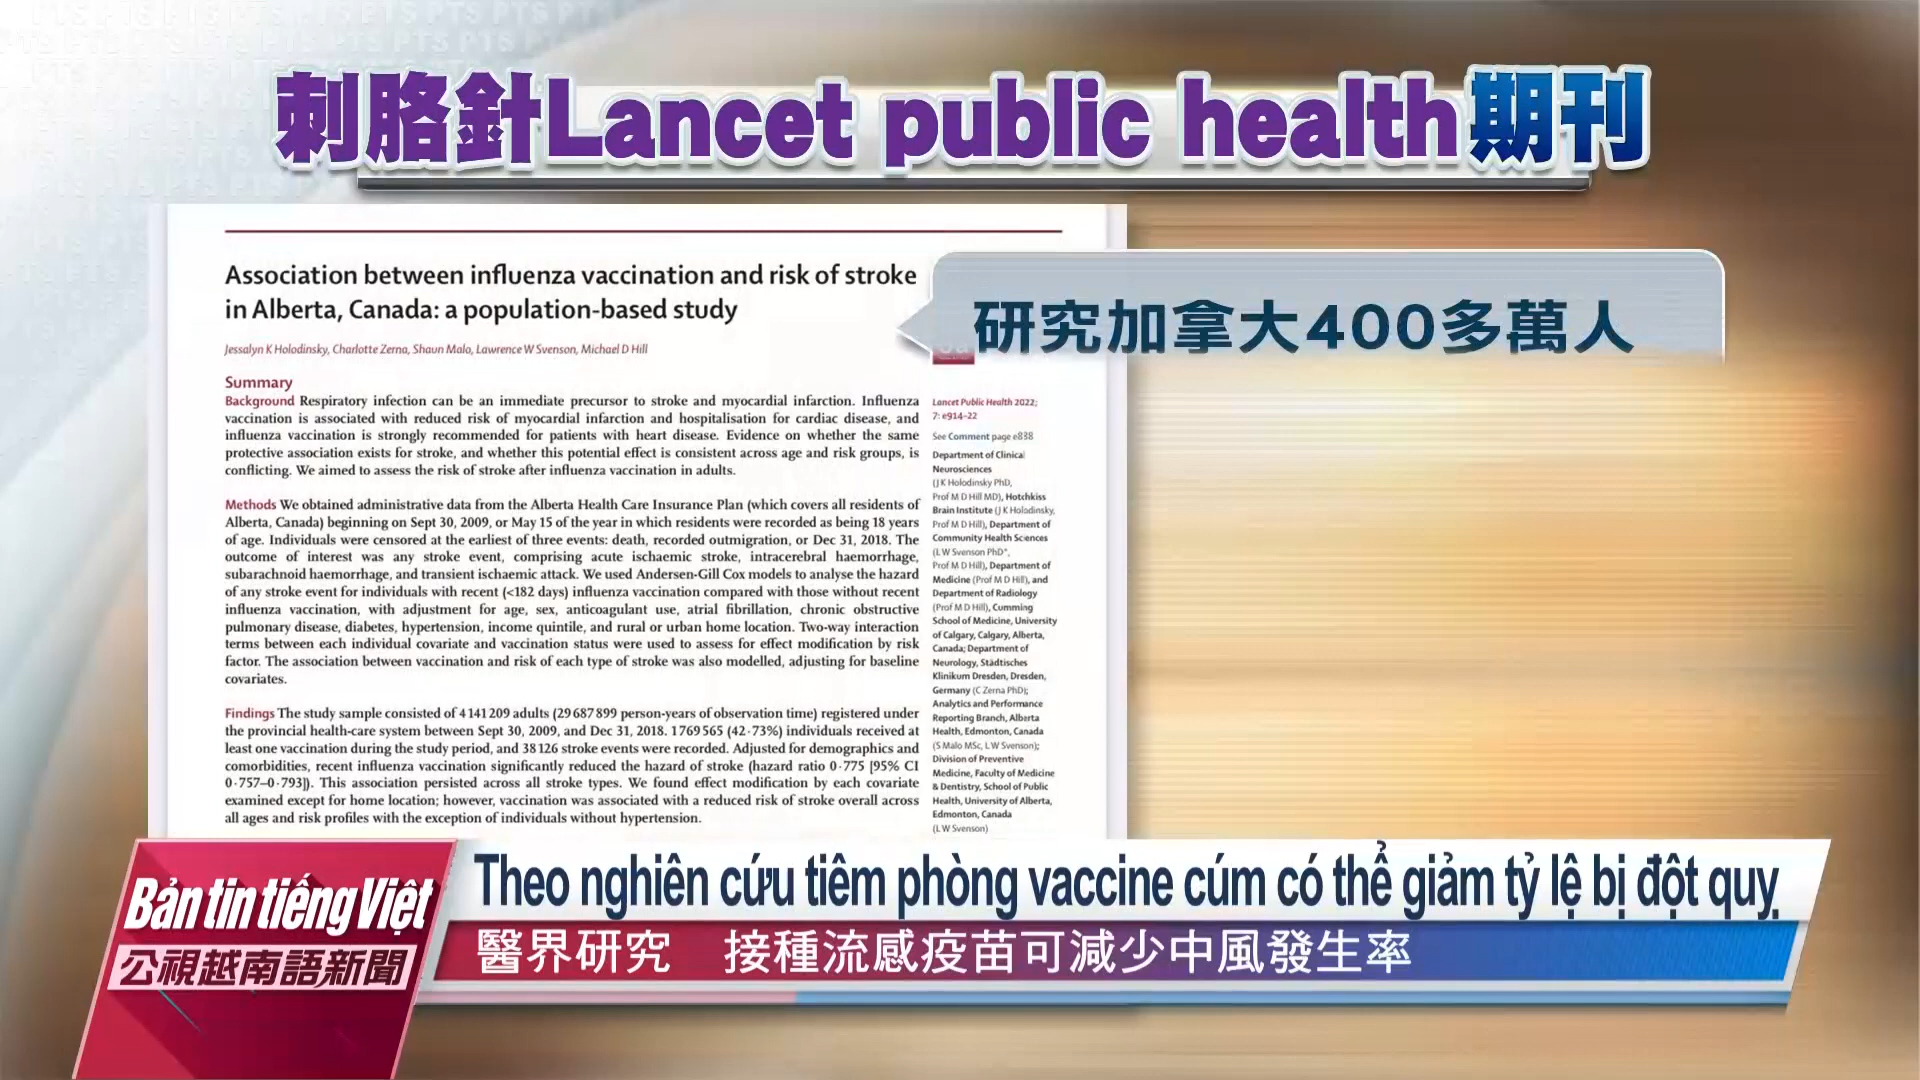 刺胳針Lancet public health期刊
Association between influenza vaccination and risk of stroke
in Alberta, Canada: a population-based study
研究加拿大400多萬人
Jessalyn K Holodinsky, Charlotte Zerna, Shaun Malo, Lawrence W Svenson, Michael D Hill
Summary
Background Respiratory infection can be an immediate precursor to stroke and myocardial infarction. Influenza
vaccination is associated with reduced risk of myocardial infarction and hospitalisation for cardiac disease, and
influenza vaccination is strongly recommended for patients with heart disease. Evidence on whether the same
protective association exists for stroke, and whether this potential effect is consistent across age and risk groups, is
conflicting. We aimed to assess the risk of stroke after influenza vaccination in adults.
Methods We obtained administrative data from the Alberta Health Care Insurance Plan (which covers all residents of
Alberta, Canada) beginning on Sept 30, 2009, or May 15 of the year in which residents were recorded as being 18 years
of age. Individuals were censored at the earliest of three events: death, recorded outmigration, or Dec 31, 2018. The
outcome of interest was any stroke event, comprising acute ischaemic stroke, intracerebral haemorrhage,
subarachnoid haemorrhage, and transient ischaemic attack. We used Andersen-Gill Cox models to analyse the hazard
of any stroke event for individuals with recent (<182 days) influenza vaccination compared with those without recent
influenza vaccination, with adjustment for age, sex, anticoagulant use, atrial fibrillation, chronic obstructive
pulmonary disease, diabetes, hypertension, income quintile, and rural or urban home location. Two-way interaction
terms between each individual covariate and vaccination status were used to assess for effect modification by risk
factor. The association between vaccination and risk of each type of stroke was also modelled, adjusting for baseline
covariates.
Findings The study sample consisted of 4 141 209 adults (29 687 899 person-years of observation time) registered under
the provincial health-care system between Sept 30, 2009, and Dec 31, 2018. 1 769 565 (42·73%) individuals received at
least one vaccination during the study period, and 38 126 stroke events were recorded. Adjusted for demographics and
comorbidities, recent influenza vaccination significantly reduced the hazard of stroke (hazard ratio 0·775 [95% CI
0·757–0·793]). This association persisted across all stroke types. We found effect modification by each covariate
examined except for home location; however, vaccination was associated with a reduced risk of stroke overall across
all ages and risk profiles with the exception of individuals without hypertension.
Lancet Public Health 2022;
7: e914–22
See Comment page e838
Department of Clinical
Neurosciences
(J K Holodinsky PhD,
Prof M D Hill MD), Hotchkiss
Brain Institute (J K Holodinsky,
Prof M D Hill), Department of
Community Health Sciences
(L W Svenson PhD*,
Prof M D Hill), Department of
Medicine (Prof M D Hill), and
Department of Radiology
(Prof M D Hill), Cumming
School of Medicine, University
of Calgary, Calgary, Alberta,
Canada; Department of
Neurology, Städtisches
Klinikum Dresden, Dresden,
Germany (C Zerna PhD);
Analytics and Performance
Reporting Branch, Alberta
Health, Edmonton, Canada
(S Malo MSc, L W Svenson);
Division of Preventive
Medicine, Faculty of Medicine
& Dentistry, School of Public
Health, University of Alberta,
Edmonton, Canada
(L W Svenson)
Bản tin tiếng Việt
公視越南語新聞
Theo nghiên cứu tiêm phòng vaccine cúm có thể giảm tỷ lệ bị đột quỵ
醫界研究 接種流感疫苗可減少中風發生率